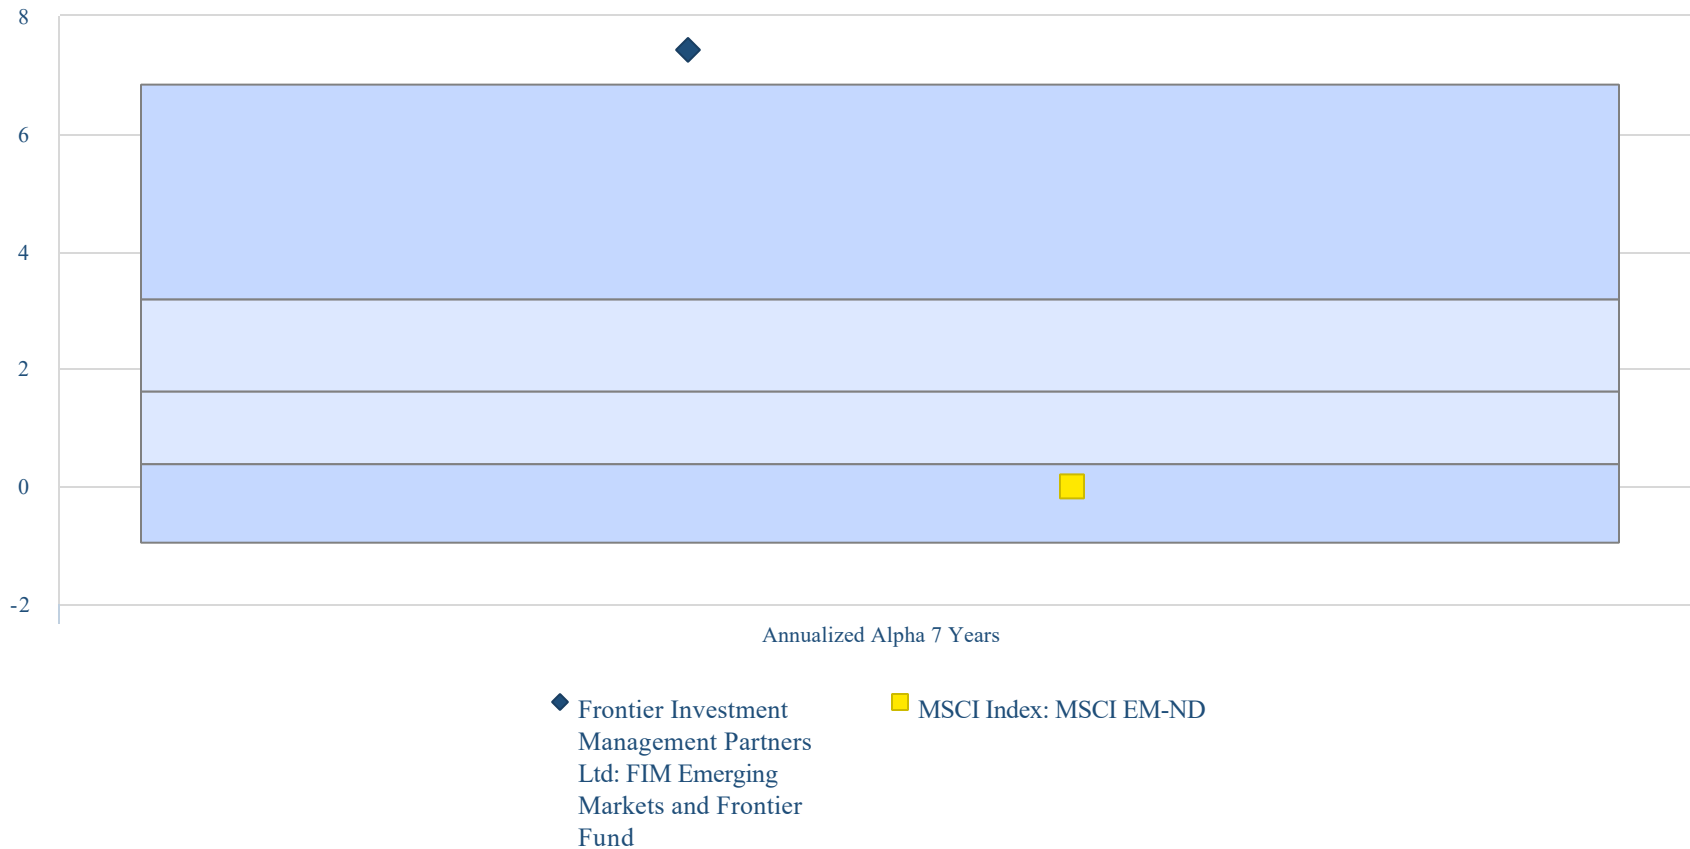 8
6
4
2
0
-2
Annualized Alpha 7 Years
Frontier Investment
Management Partners
Ltd: FIM Emerging
Markets and Frontier
Fund
MSCI Index: MSCI EM-ND